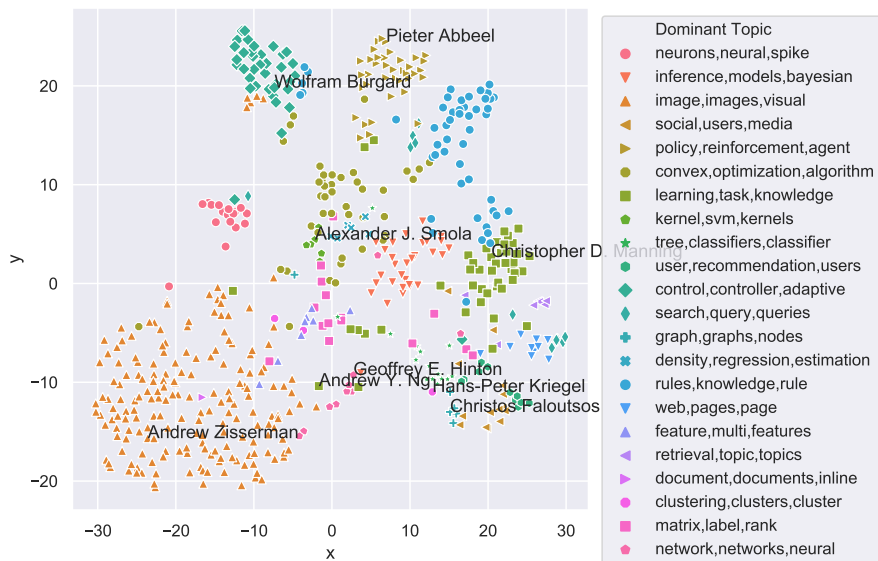 Pieter Abbeel
Wolfram Burgard
Alexander J. Smola
Christopher D. Manning
Geoffrey E. Hinton
Andrew Y. Ng
Hans-Peter Kriegel
Christos Faloutsos
Andrew Zisserman
20
10
0
−10
−20
y
−30
−20
−10
0
10
20
30
x
Dominant Topic
neurons,neural,spike
inference,models,bayesian
image,images,visual
social,users,media
policy,reinforcement,agent
convex,optimization,algorithm
learning,task,knowledge
kernel,svm,kernels
tree,classifiers,classifier
user,recommendation,users
control,controller,adaptive
search,query,queries
graph,graphs,nodes
density,regression,estimation
rules,knowledge,rule
web,pages,page
feature,multi,features
retrieval,topic,topics
document,documents,inline
clustering,clusters,cluster
matrix,label,rank
network,networks,neural